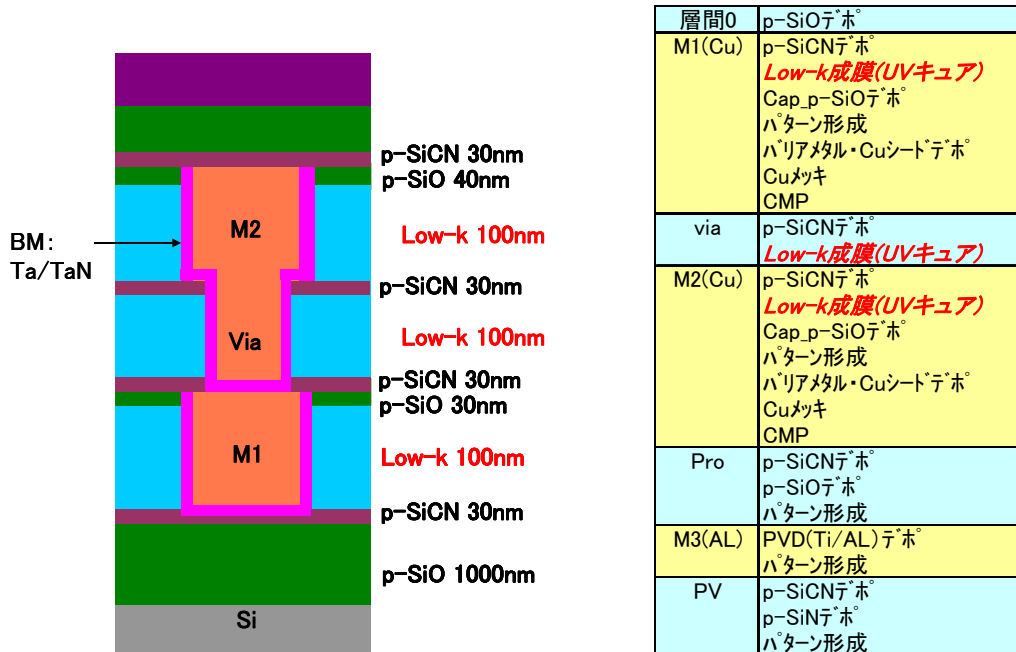 p-SiCN 30nm
p-SiO 40nm
M2
Low-k 100nm
BM:
Ta/TaN
p-SiCN 30nm
Via
Low-k 100nm
p-SiCN 30nm
p-SiO 30nm
M1
Low-k 100nm
p-SiCN 30nm
p-SiO 1000nm
Si
層間0 p-SiOデポ
M1(Cu) p-SiCNデポ
Low-k成膜(UVキュア)
Cap_p-SiOデポ
パターン形成
バリアメタル・Cuシードデポ
Cuメッキ
CMP
via p-SiCNデポ
Low-k成膜(UVキュア)
M2(Cu) p-SiCNデポ
Low-k成膜(UVキュア)
Cap_p-SiOデポ
パターン形成
バリアメタル・Cuシードデポ
Cuメッキ
CMP
Pro p-SiCNデポ
p-SiOデポ
パターン形成
M3(AL) PVD(Ti/AL)デポ
パターン形成
PV p-SiCNデポ
p-SiNデポ
パターン形成